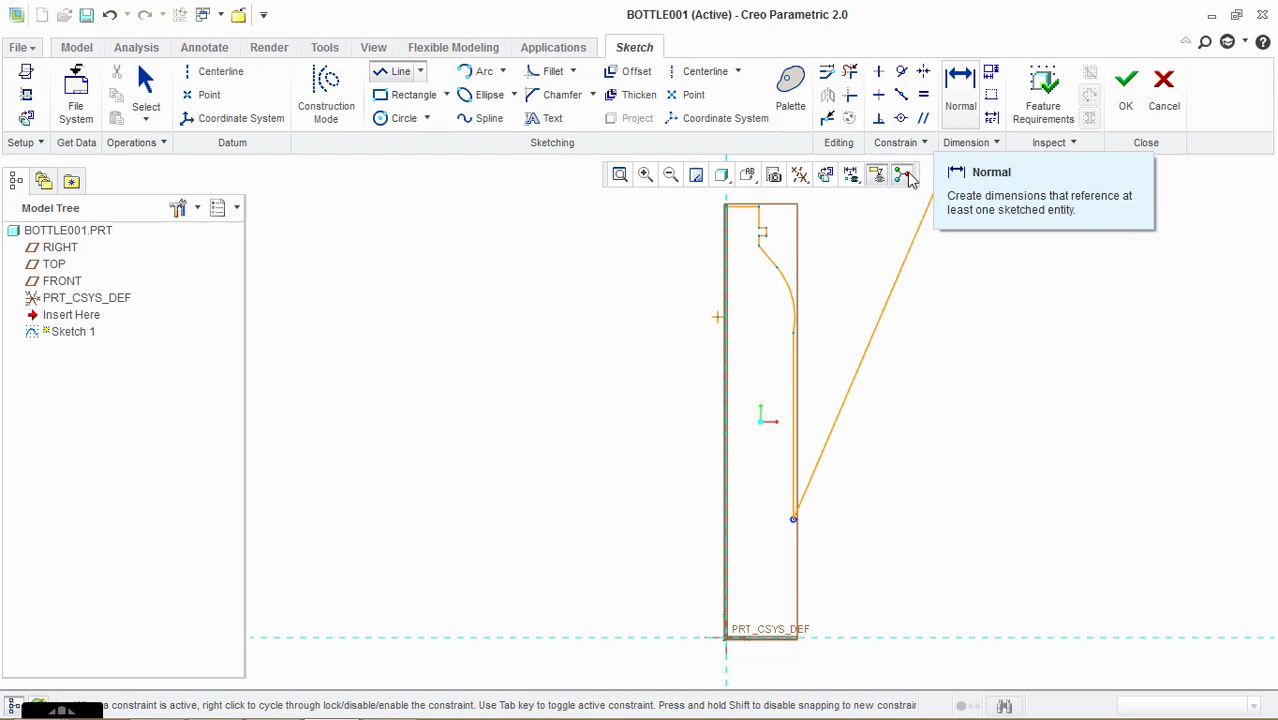 BOTTLE001 (Active) - Creo Parametric 2.0
File Model Analysis Annotate Render Tools View Flexible Modeling Applications Sketch
File System
Select
Centerline
Point
Coordinate System
Construction Mode
Line Arc Fillet Offset Centerline
Rectangle Ellipse Chamfer Thicken Point
Circle Spline Text Project Coordinate System
Palette
Normal
Feature Requirements
OK Cancel
Setup Get Data Operations Datum Sketching Editing Constrain Dimension Inspect Close
Normal
Create dimensions that reference at
least one sketched entity.
Model Tree
BOTTLE001.PRT
RIGHT
TOP
FRONT
PRT_CSYS_DEF
Insert Here
Sketch 1
PRT_CSYS_DEF
a constraint is active, right click to cycle through lock/disable/enable the constraint. Use Tab key to toggle active constraint. Press and hold Shift to disable snapping to new constrain